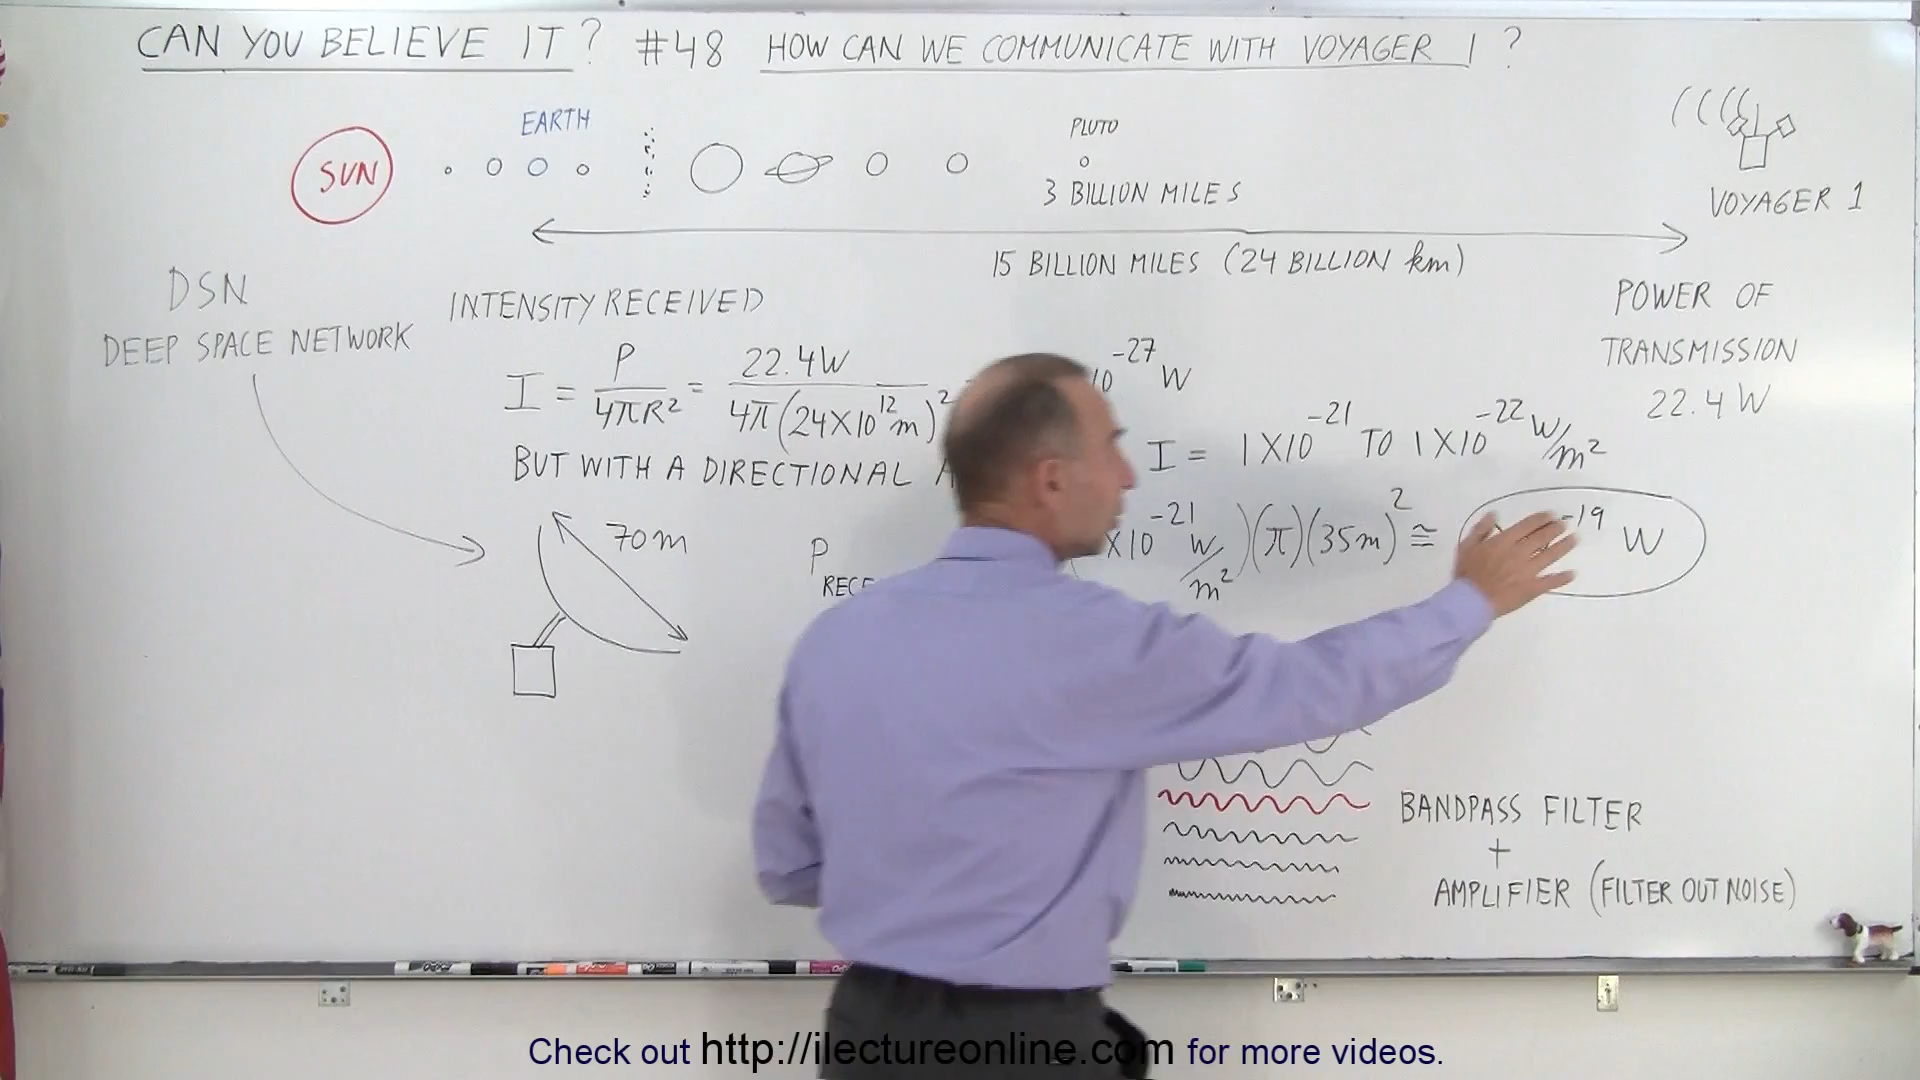 CAN YOU BELIEVE IT? #48 HOW CAN WE COMMUNICATE WITH VOYAGER 1?
EARTH
SUN
PLUTO
3 BILLION MILES
VOYAGER 1
15 BILLION MILES (24 BILLION km)
DSN
DEEP SPACE NETWORK
INTENSITY RECEIVED
POWER OF
TRANSMISSION
22.4 W
I = P/4πR² = 22.4W/4π(24X10¹²m)²
10⁻²⁷ W
I = 1X10⁻²¹ TO 1X10⁻²² W/m²
BUT WITH A DIRECTIONAL
70m
P
X10⁻²¹ W/m²)(π)(35m)² ≅
⁻¹⁹ W
BANDPASS FILTER
+
AMPLIFIER (FILTER OUT NOISE)
Check out http://ilectureonline.com for more videos.